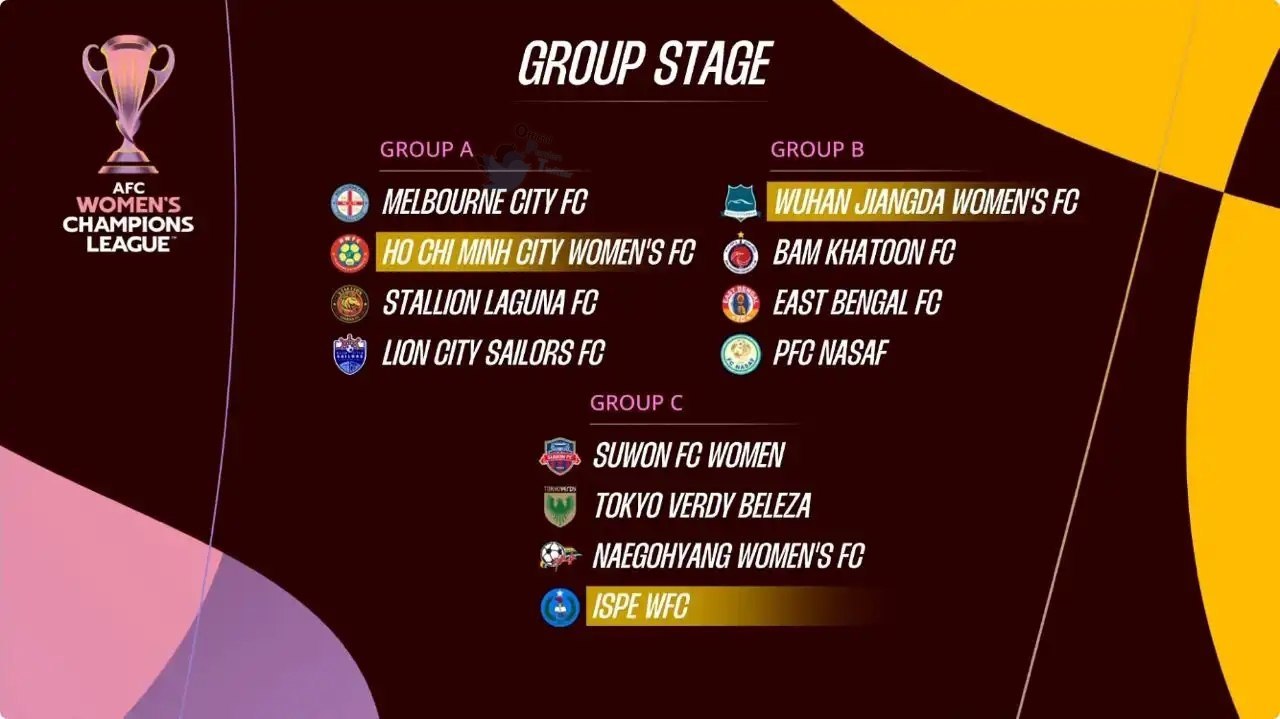 GROUP STAGE
AFC
WOMEN'S
CHAMPIONS
LEAGUE™
GROUP A
MELBOURNE CITY FC
HO CHI MINH CITY WOMEN'S FC
STALLION LAGUNA FC
LION CITY SAILORS FC
GROUP B
WUHAN JIANGDA WOMEN'S FC
BAM KHATOON FC
EAST BENGAL FC
PFC NASAF
GROUP C
SUWON FC WOMEN
TOKYO VERDY BELEZA
NAEGOHYANG WOMEN'S FC
ISPE WFC